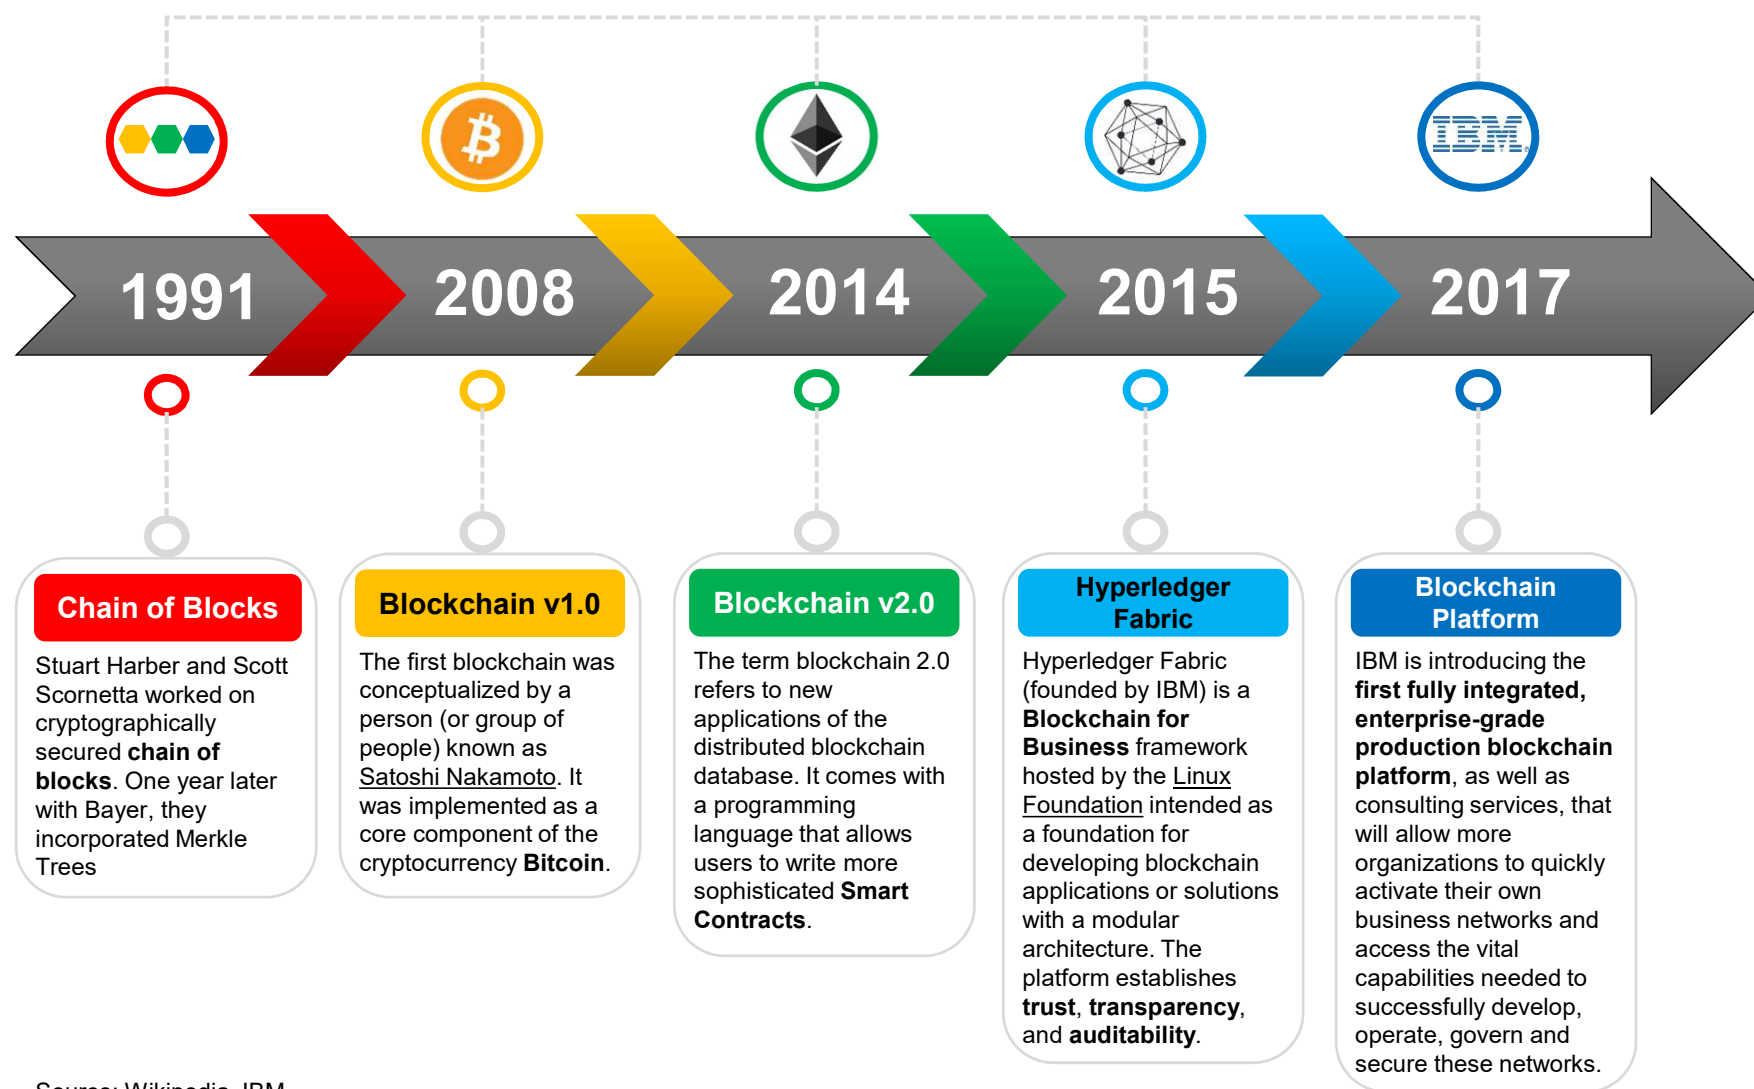 IBM
1991
2008
2014
2015
2017
Chain of Blocks
Stuart Harber and Scott
Scornetta worked on
cryptographically
secured chain of
blocks. One year later
with Bayer, they
incorporated Merkle
Trees
Blockchain v1.0
The first blockchain was
conceptualized by a
person (or group of
people) known as
Satoshi Nakamoto. It
was implemented as a
core component of the
cryptocurrency Bitcoin.
Blockchain v2.0
The term blockchain 2.0
refers to new
applications of the
distributed blockchain
database. It comes with
a programming
language that allows
users to write more
sophisticated Smart
Contracts.
Hyperledger
Fabric
Hyperledger Fabric
(founded by IBM) is a
Blockchain for
Business framework
hosted by the Linux
Foundation intended as
a foundation for
developing blockchain
applications or solutions
with a modular
architecture. The
platform establishes
trust, transparency,
and auditability.
Blockchain
Platform
IBM is introducing the
first fully integrated,
enterprise-grade
production blockchain
platform, as well as
consulting services, that
will allow more
organizations to quickly
activate their own
business networks and
access the vital
capabilities needed to
successfully develop,
operate, govern and
secure these networks.
Source: Wikipedia, IBM